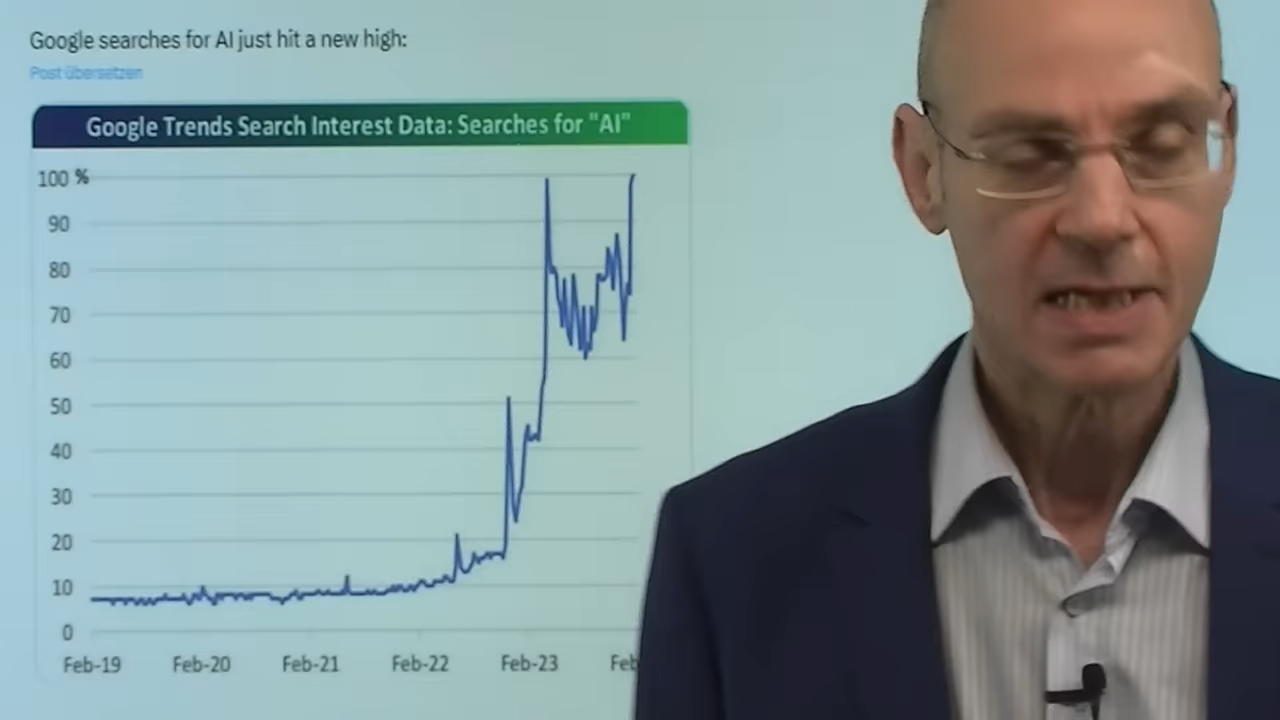 Google searches for AI just hit a new high:
Post übersetzen
Google Trends Search Interest Data: Searches for "AI"
100 %
90
80
70
60
50
40
30
20
10
0
Feb-19 Feb-20 Feb-21 Feb-22 Feb-23 Feb